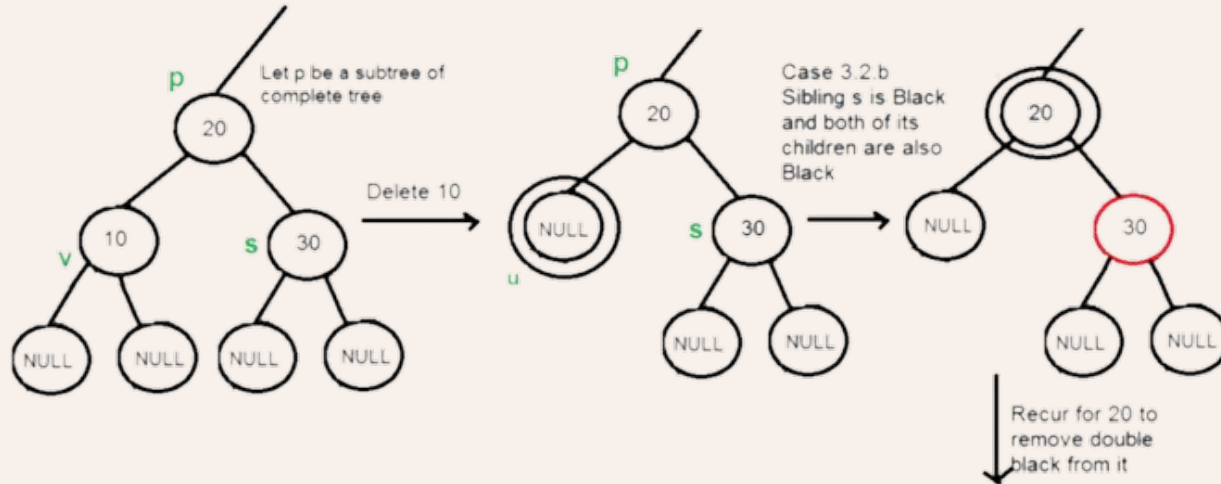 p
Let p be a subtree of
complete tree
20
Delete 10
10
v
s
30
NULL
NULL
NULL
NULL
p
20
NULL
u
s
30
NULL
NULL
Case 3.2.b
Sibling s is Black
and both of its
children are also
Black
20
NULL
30
NULL
NULL
Recur for 20 to
remove double
black from it